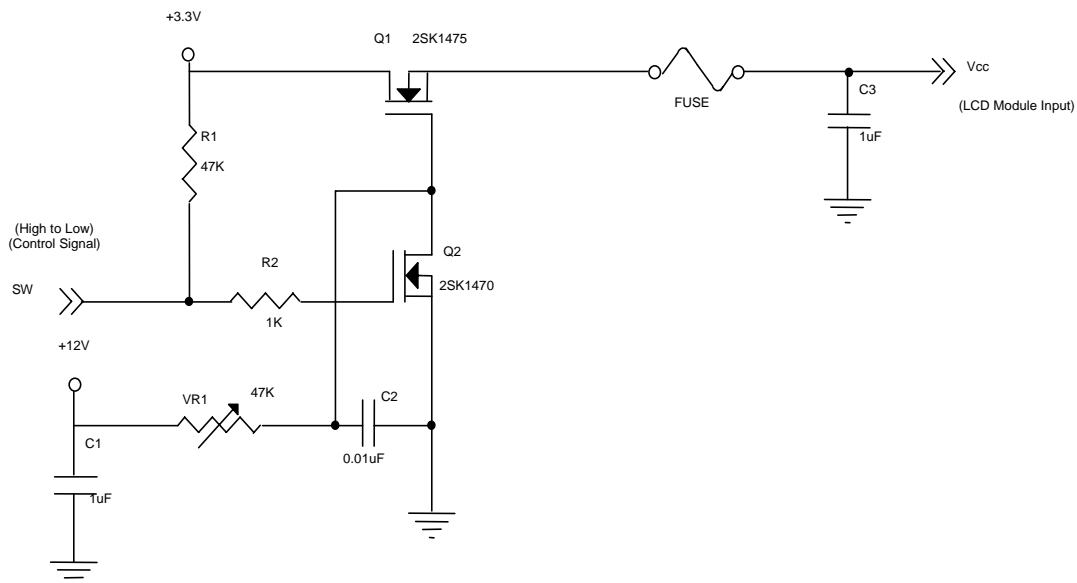 +3.3V
Q1
2SK1475
Vcc
(LCD Module Input)
FUSE
C3
1uF
R1
47K
(High to Low)
(Control Signal)
SW
R2
1K
Q2
2SK1470
+12V
VR1
47K
C2
0.01uF
C1
1uF